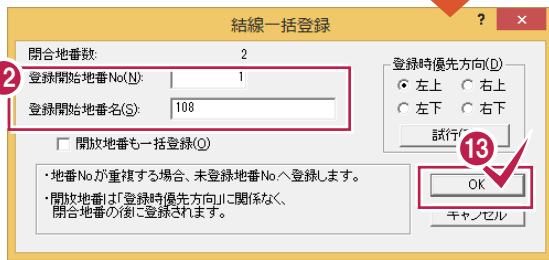 結線一括登録
? ×
閉合地番数: 2
2
登録開始地番No(N): 1
登録開始地番名(S): 108
開放地番も一括登録(O)
登録時優先方向(D)
左上 右上
左下 右下
試行(
13
OK
キャンセル
・地番Noが重複する場合、未登録地番Noへ登録します。
・開放地番は「登録時優先方向」に関係なく、
閉合地番の後に登録されます。